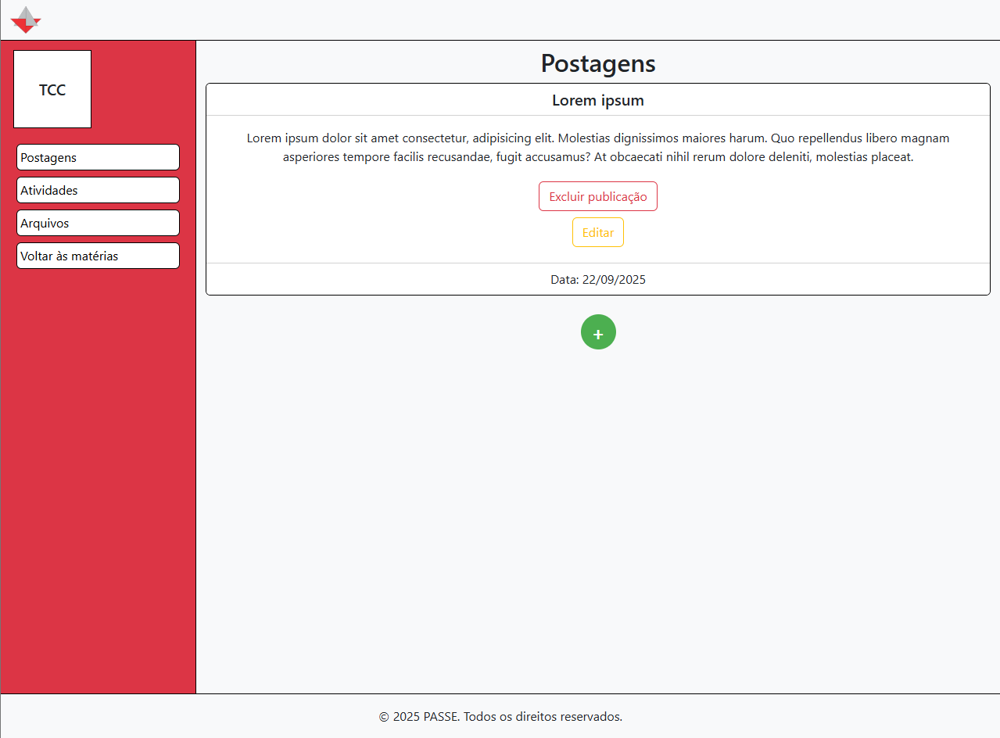 TCC
Postagens
Atividades
Arquivos
Voltar às matérias
Postagens
Lorem ipsum
Lorem ipsum dolor sit amet consectetur, adipisicing elit. Molestias dignissimos maiores harum. Quo repellendus libero magnam
asperiores tempore facilis recusandae, fugit accusamus? At obcaecati nihil rerum dolore deleniti, molestias placeat.
Excluir publicação
Editar
Data: 22/09/2025
+
© 2025 PASSE. Todos os direitos reservados.